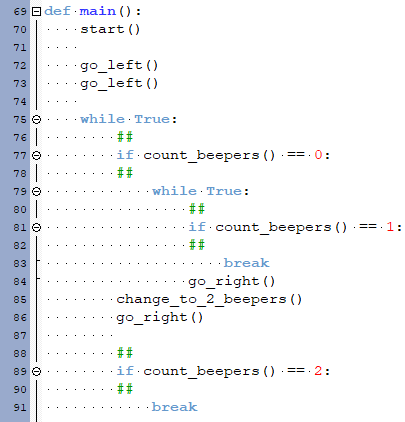 69 def main():
70 start()
71
72 go_left()
73 go_left()
74
75 while True:
76 ##
77 if count_beepers() == 0:
78 ##
79 while True:
80 ##
81 if count_beepers() == 1:
82 ##
83 break
84 go_right()
85 change_to_2_beepers()
86 go_right()
87
88 ##
89 if count_beepers() == 2:
90 ##
91 break